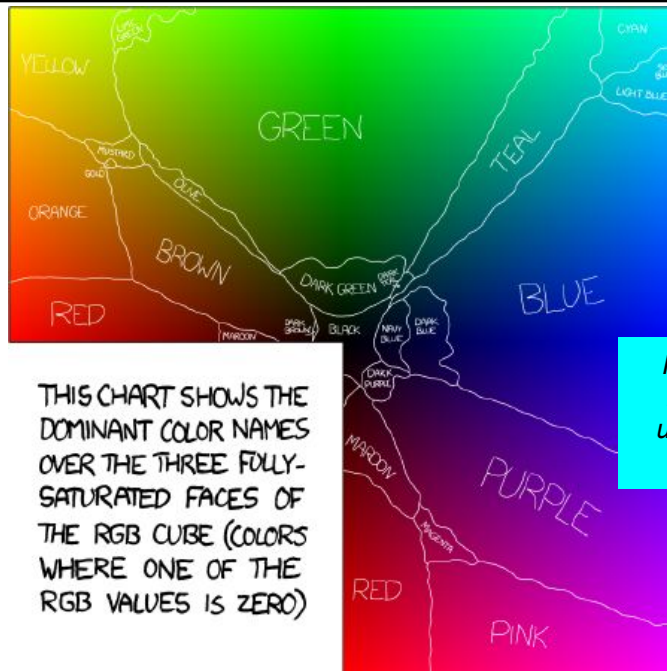 LIME
GREEN
CYAN
YELLOW
BLUE
LIGHT BLUE
GREEN
TEAL
MUSTARD
GOLD
OLIVE
ORANGE
BROWN
DARK GREEN
DARK
TEAL
BLUE
RED
MAROON
DARK
BROWN
BLACK
NAVY
BLUE
DARK
BLUE
DARK
PURPLE
THIS CHART SHOWS THE
DOMINANT COLOR NAMES
OVER THE THREE FULLY-
SATURATED FACES OF
THE RGB CUBE (COLORS
WHERE ONE OF THE
RGB VALUES IS ZERO)
MAROON
PURPLE
MAGENTA
RED
PINK